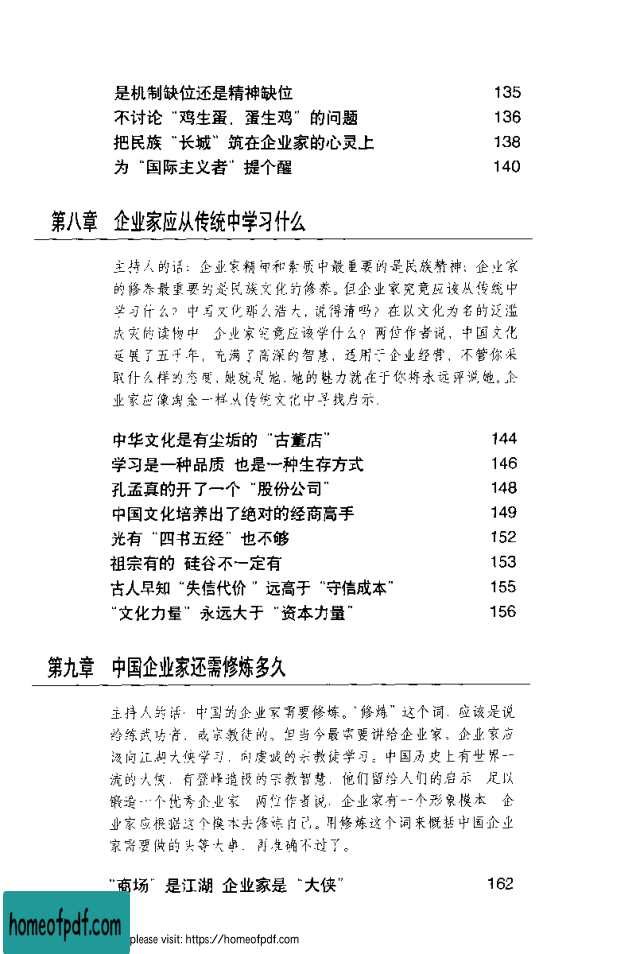 是机制缺位还是精神缺位 135
不讨论“鸡生蛋，蛋生鸡”的问题 136
把民族“长城”筑在企业家的心灵上 138
为“国际主义者”提个醒 140
第八章 企业家应从传统中学习什么
主持人的话：企业家精神和素质中最重要的是民族精神；企业家
的修养最重要的是民族文化的修养。但企业家究竟应该从传统中
学习什么？中国文化那么浩大，说得清吗？在以文化为名的泛滥
成灾的读物中 企业家究竟应该学什么？两位作者说，中国文化
延展了五千年，充满了高深的智慧，适用于企业经营，不管你采
取什么样的态度，她就是她，她的魅力就在于你将永远评说她。企
业家应像淘金一样从传统文化中寻找启示．
中华文化是有尘垢的“古董店” 144
学习是一种品质 也是一种生存方式 146
孔孟真的开了一个“股份公司” 148
中国文化培养出了绝对的经商高手 149
光有“四书五经”也不够 152
祖宗有的 硅谷不一定有 153
古人早知“失信代价”远高于“守信成本” 155
“文化力量”永远大于“资本力量” 156
第九章 中国企业家还需修炼多久
主持人的话·中国的企业家需要修炼。“修炼”这个词，应该是说
给练武功者，或宗教徒的。但当今最需要讲给企业家。企业家应
该向江湖大侠学习，向虔诚的宗教徒学习。中国历史上有世界一
流的大侠，有登峰造极的宗教智慧，他们留给人们的启示 足以
锻造一个优秀企业家 两位作者说，企业家有一个形象模本 企
业家应根据这个模本去修炼自己。用修炼这个词来概括中国企业
家需要做的头等大事，再准确不过了。
“商场”是江湖 企业家是“大侠” 162
homeofpdf.com
please visit: https://homeofpdf.com